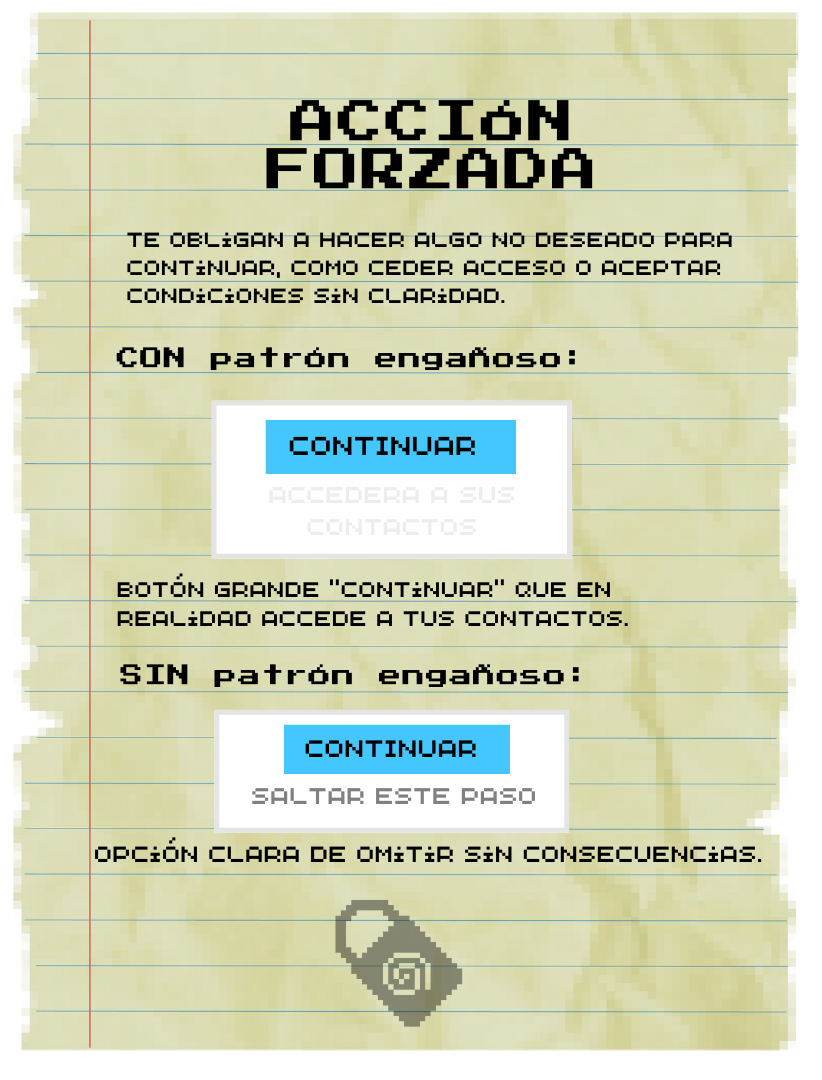 ACCIóN
FORZADA
TE OBLiGAN A HACER ALGO NO DESEADO PARA
CONTiNUAR, COMO CEDER ACCESO O ACEPTAR
CONDiCiONES SiN CLARiDAD.
CON patrón engañoso:
CONTINUAR
ACCEDERA A SUS
CONTACTOS
BOTÓN GRANDE "CONTiNUAR" QUE EN
REALiDAD ACCEDE A TUS CONTACTOS.
SIN patrón engañoso:
CONTINUAR
SALTAR ESTE PASO
OPCiÓN CLARA DE OMiTiR SiN CONSECUENCiAS.